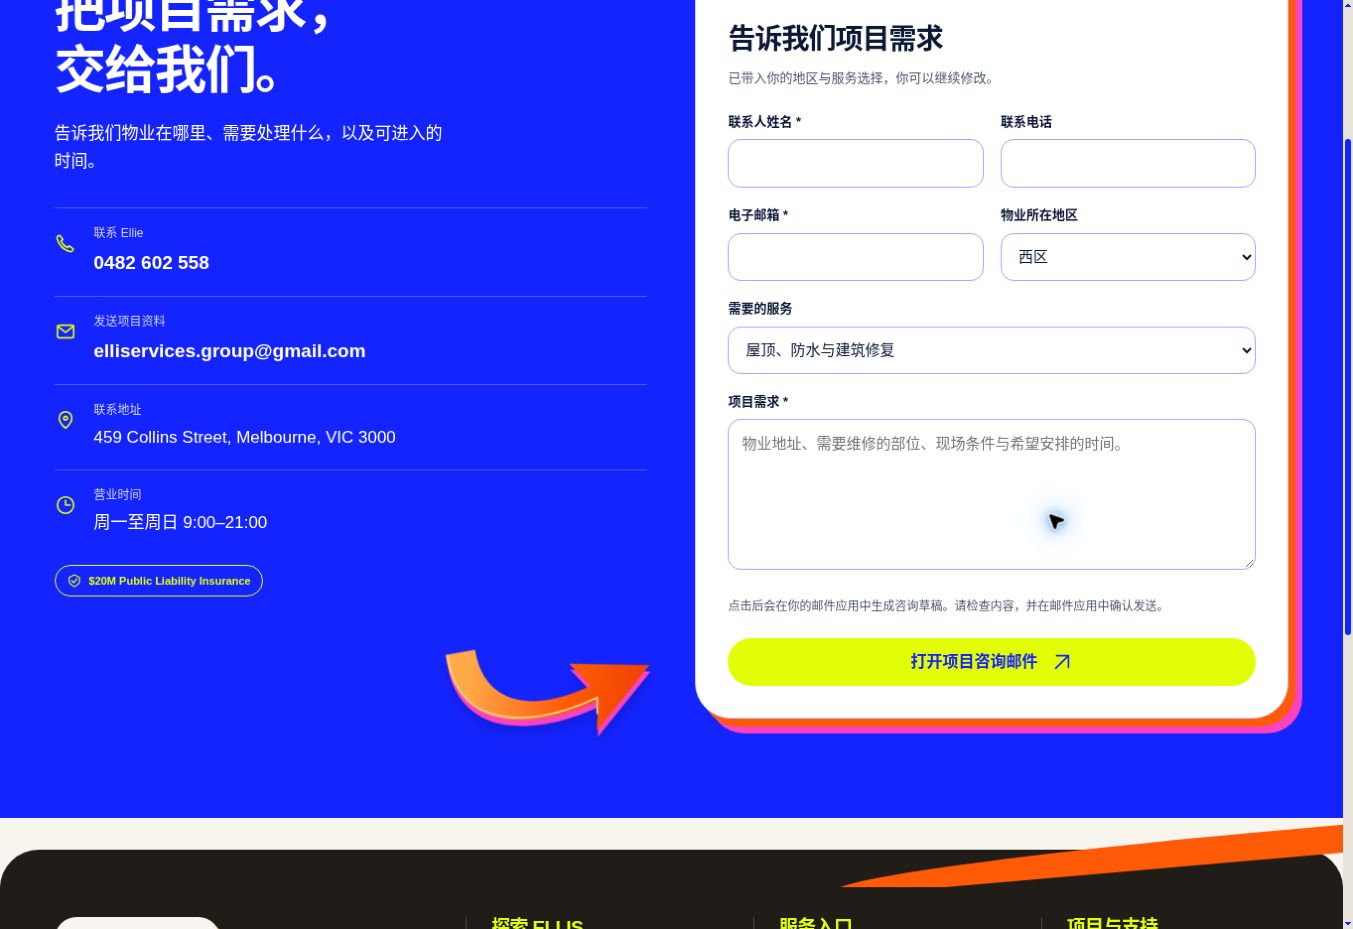 把项目需求，
交给我们。
告诉我们物业在哪里、需要处理什么，以及可进入的
时间。
联系 Ellie
0482 602 558
发送项目资料
elliservices.group@gmail.com
联系地址
459 Collins Street, Melbourne, VIC 3000
营业时间
周一至周日 9:00–21:00
$20M Public Liability Insurance
告诉我们项目需求
已带入你的地区与服务选择，你可以继续修改。
联系人姓名 *
联系电话
电子邮箱 *
物业所在地区
西区
需要的服务
屋顶、防水与建筑修复
项目需求 *
物业地址、需要维修的部位、现场条件与希望安排的时间。
点击后会在你的邮件应用中生成咨询草稿。请检查内容，并在邮件应用中确认发送。
打开项目咨询邮件
探索 ELLIS
服务入口
项目与支持